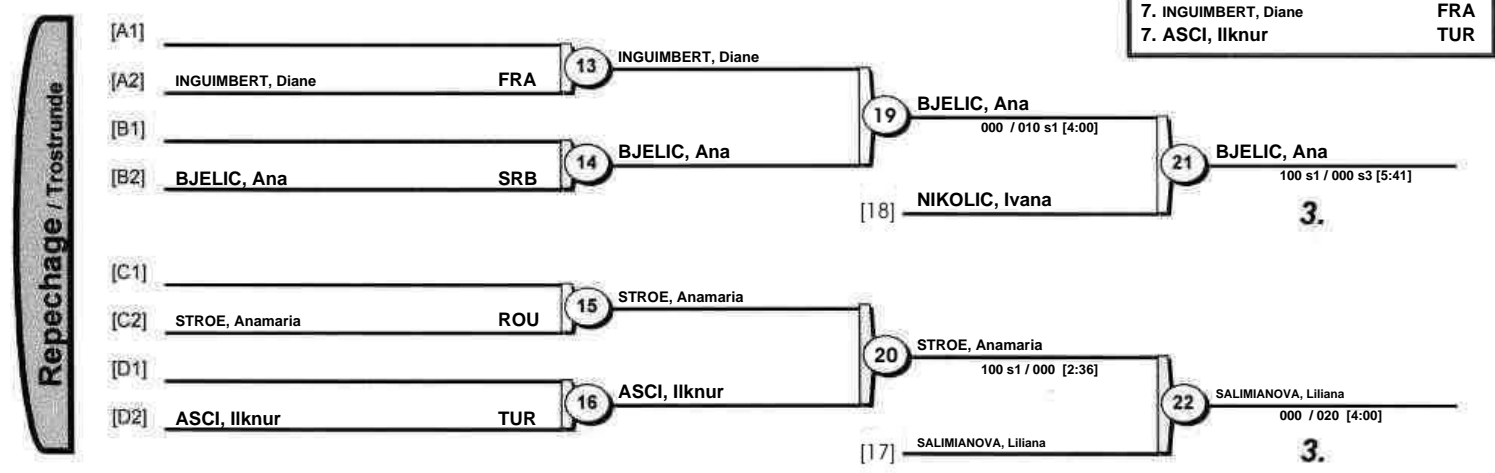 7. INGUIMBERT, Diane FRA
7. ASCI, Ilknur TUR
Repechage / Trostrunde
[A1]
[A2] INGUIMBERT, Diane FRA
13 INGUIMBERT, Diane
[B1]
[B2] BJELIC, Ana SRB
14 BJELIC, Ana
19 BJELIC, Ana
000 / 010 s1 [4:00]
[18] NIKOLIC, Ivana
21 BJELIC, Ana
100 s1 / 000 s3 [5:41]
3.
[C1]
[C2] STROE, Anamaria ROU
15 STROE, Anamaria
[D1]
[D2] ASCI, Ilknur TUR
16 ASCI, Ilknur
20 STROE, Anamaria
100 s1 / 000 [2:36]
[17] SALIMIANOVA, Liliana
22 SALIMIANOVA, Liliana
000 / 020 [4:00]
3.